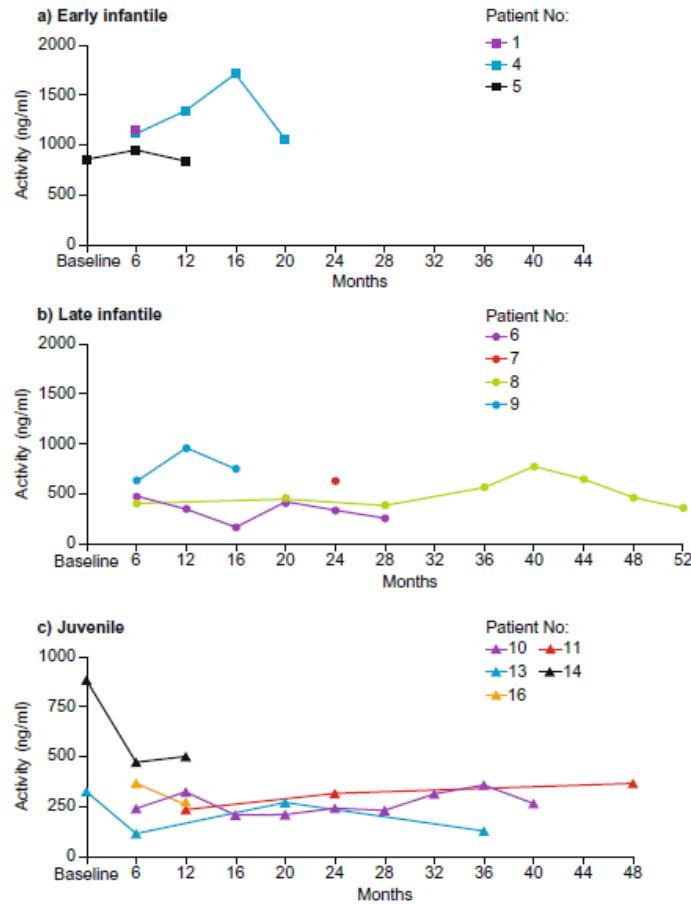 a) Early infantile
Patient No:
1
4
5
Activity (ng/ml)
2000
1500
1000
500
0
Baseline 6 12 16 20 24 28 32 36 40 44
Months
b) Late infantile
Patient No:
6
7
8
9
Activity (ng/ml)
2000
1500
1000
500
0
Baseline 6 12 16 20 24 28 32 36 40 44 48 52
Months
c) Juvenile
Patient No:
10 11
13 14
16
Activity (ng/ml)
1000
750
500
250
0
Baseline 6 12 16 20 24 28 32 36 40 44 48
Months